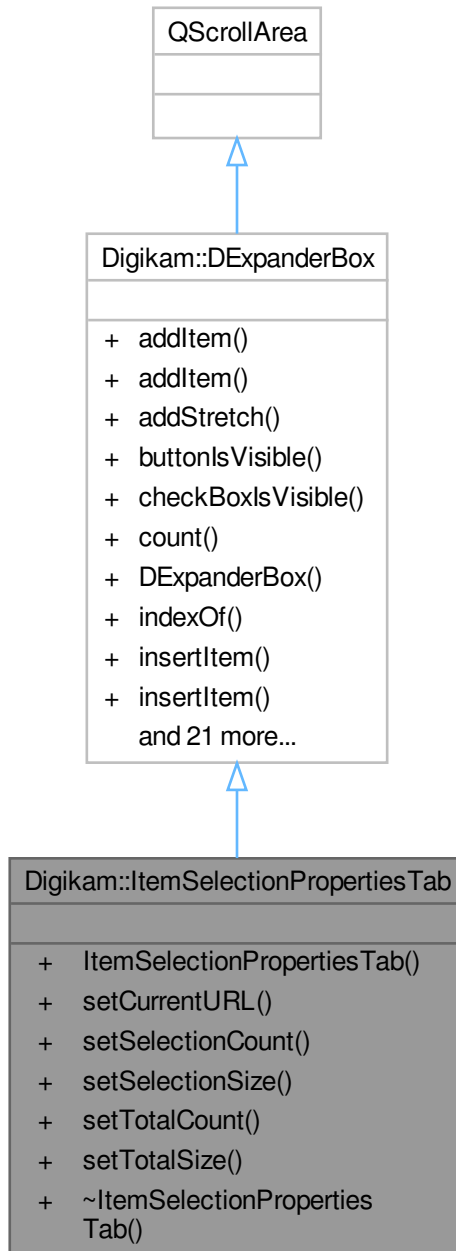 QScrollArea
Digikam::DExpanderBox
+ addItem()
+ addItem()
+ addStretch()
+ buttonIsVisible()
+ checkBoxIsVisible()
+ count()
+ DExpanderBox()
+ indexOf()
+ insertItem()
+ insertItem()
and 21 more...
Digikam::ItemSelectionPropertiesTab
+ ItemSelectionPropertiesTab()
+ setCurrentURL()
+ setSelectionCount()
+ setSelectionSize()
+ setTotalCount()
+ setTotalSize()
+ ~ItemSelectionProperties
Tab()